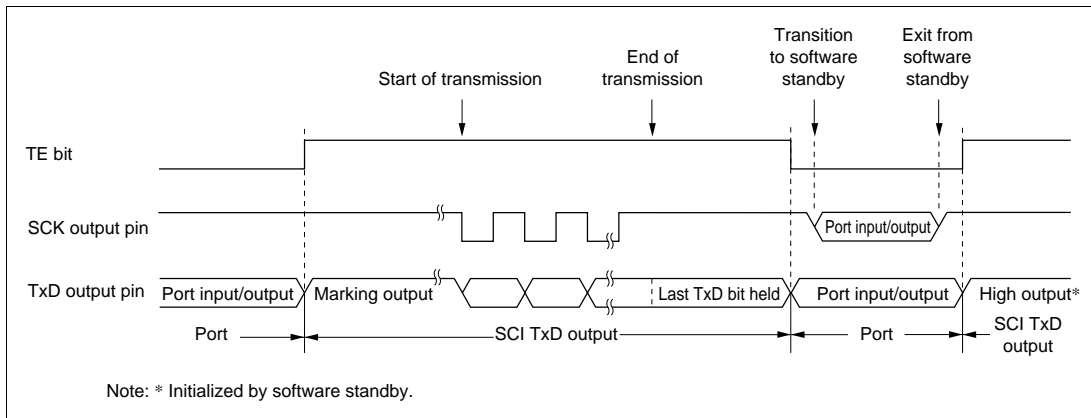 Transition
to software
standby
Exit from
software
standby
Start of transmission
End of
transmission
TE bit
SCK output pin
Port input/output
TxD output pin
Port input/output
Marking output
Last TxD bit held
Port input/output
High output*
Port
SCI TxD output
Port
SCI TxD
output
Note: * Initialized by software standby.